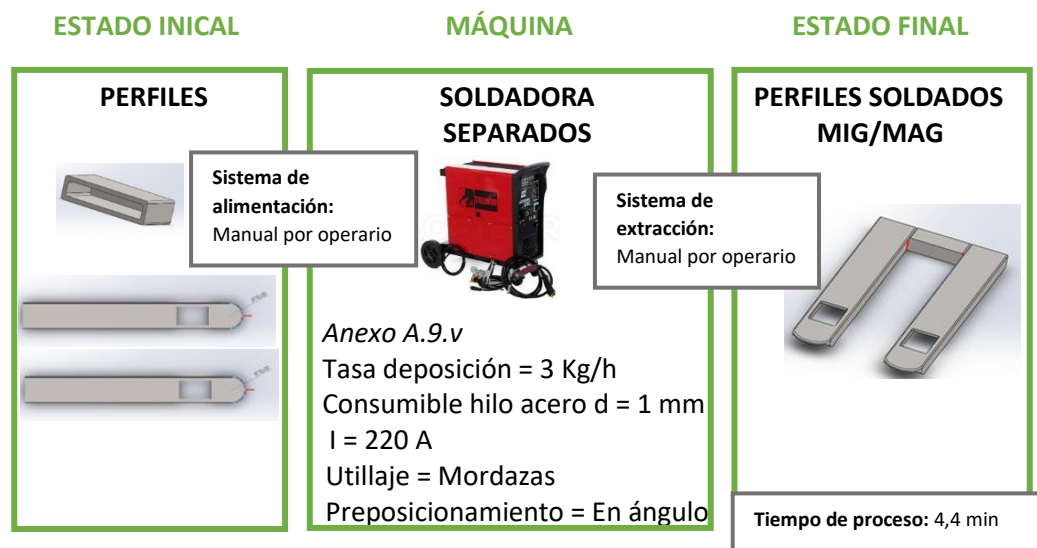 ESTADO INICAL
MÁQUINA
ESTADO FINAL
PERFILES
Sistema de
alimentación:
Manual por operario
SOLDADORA
SEPARADOS
TELWIN
Anexo A.9.v
Tasa deposición = 3 Kg/h
Consumible hilo acero d = 1 mm
I = 220 A
Utillaje = Mordazas
Preposicionamiento = En ángulo
Sistema de
extracción:
Manual por operario
PERFILES SOLDADOS
MIG/MAG
Tiempo de proceso: 4,4 min